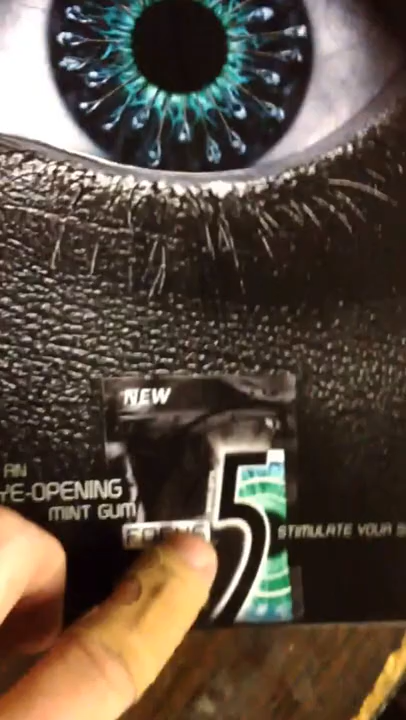 NEW
AN
YE-OPENING
MINT GUM
5
STIMULATE YOUR S